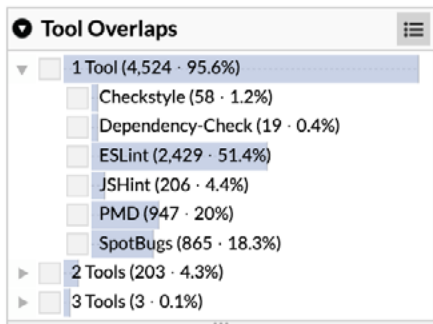 Tool Overlaps
1 Tool (4,524 · 95.6%)
Checkstyle (58 · 1.2%)
Dependency-Check (19 · 0.4%)
ESLint (2,429 · 51.4%)
JSHint (206 · 4.4%)
PMD (947 · 20%)
SpotBugs (865 · 18.3%)
2 Tools (203 · 4.3%)
3 Tools (3 · 0.1%)